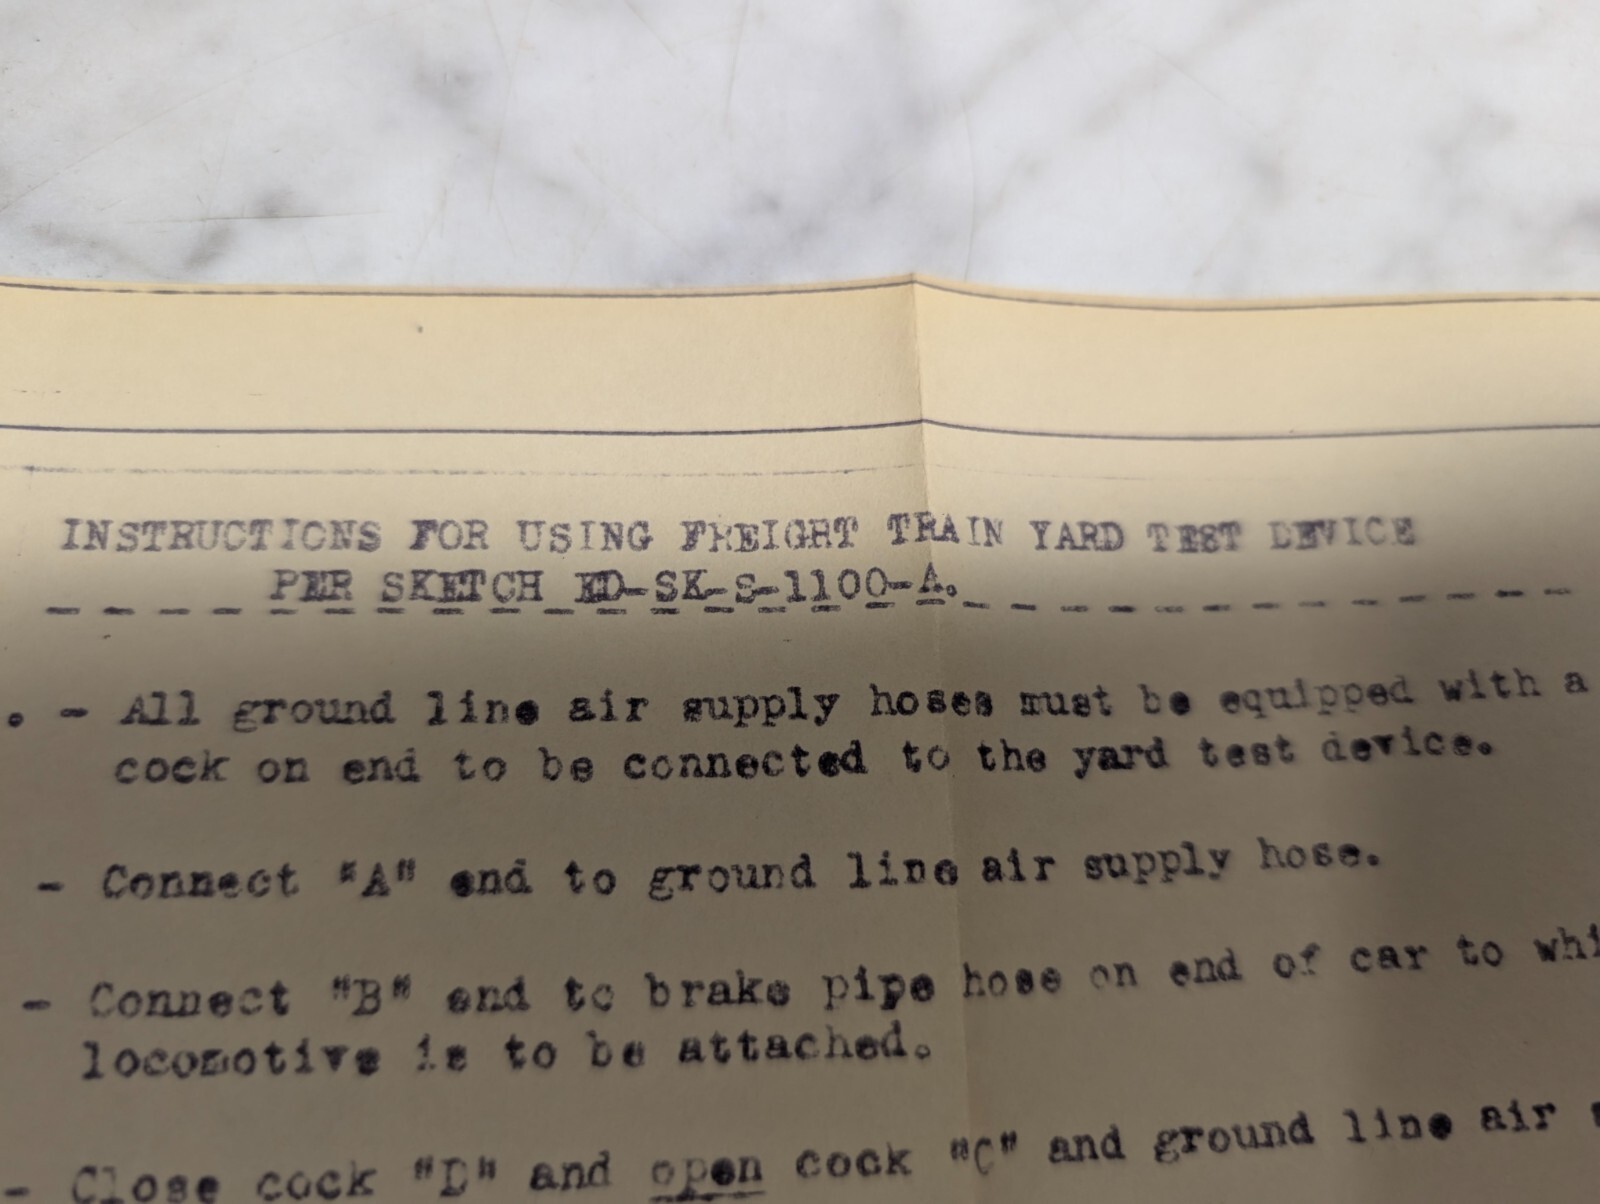 INSTRUCTIONS FOR USING FREIGHT TRAIN YARD TEST DEVICE
PER SKETCH ED-SK-S-1100-A.
. - All ground line air supply hoses must be equipped with a
cock on end to be connected to the yard test device.
- Connect "A" end to ground line air supply hose.
- Connect "B" end to brake pipe hose on end of car to whi
locomotive is to be attached.
- Close cock "D" and open cock "C" and ground line air